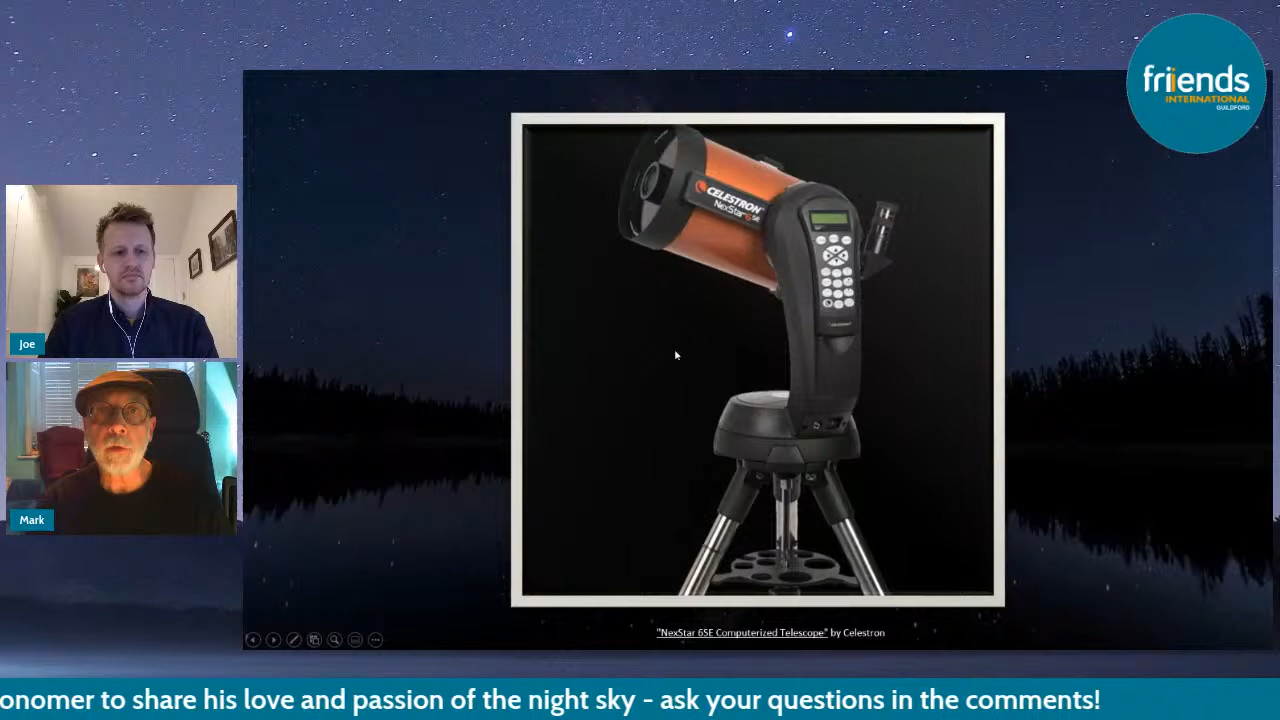 friends
INTERNATIONAL
GUILDFORD
CELESTRON
NexStar 6SE
Joe
Mark
"NexStar 6SE Computerized Telescope" by Celestron
onomer to share his love and passion of the night sky - ask your questions in the comments!